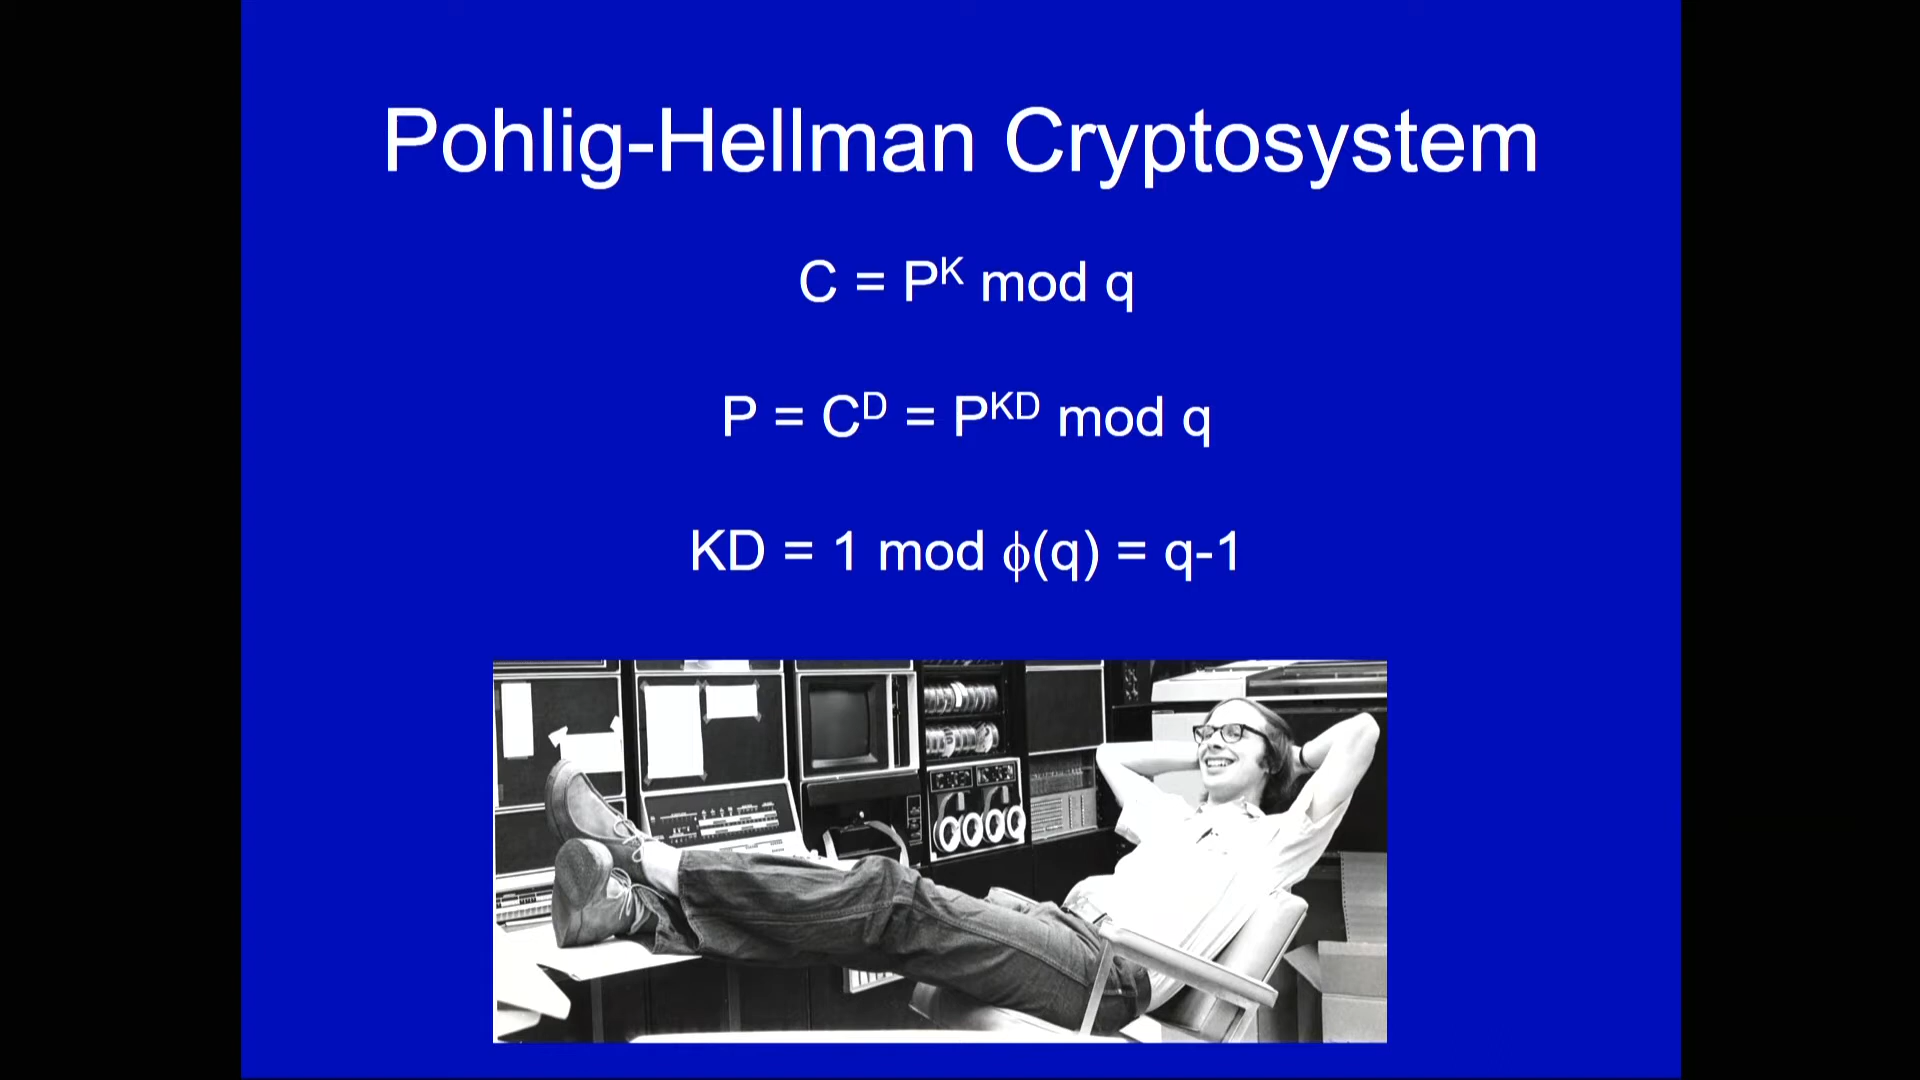 Pohlig-Hellman Cryptosystem
C = P^K mod q
P = C^D = P^KD mod q
KD = 1 mod ϕ(q) = q-1